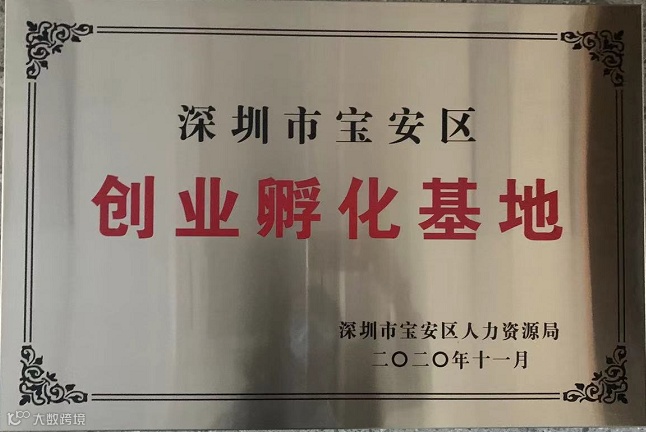 深圳市宝安区
创业孵化基地
深圳市宝安区人力资源局
二〇二〇年十一月
大数跨境